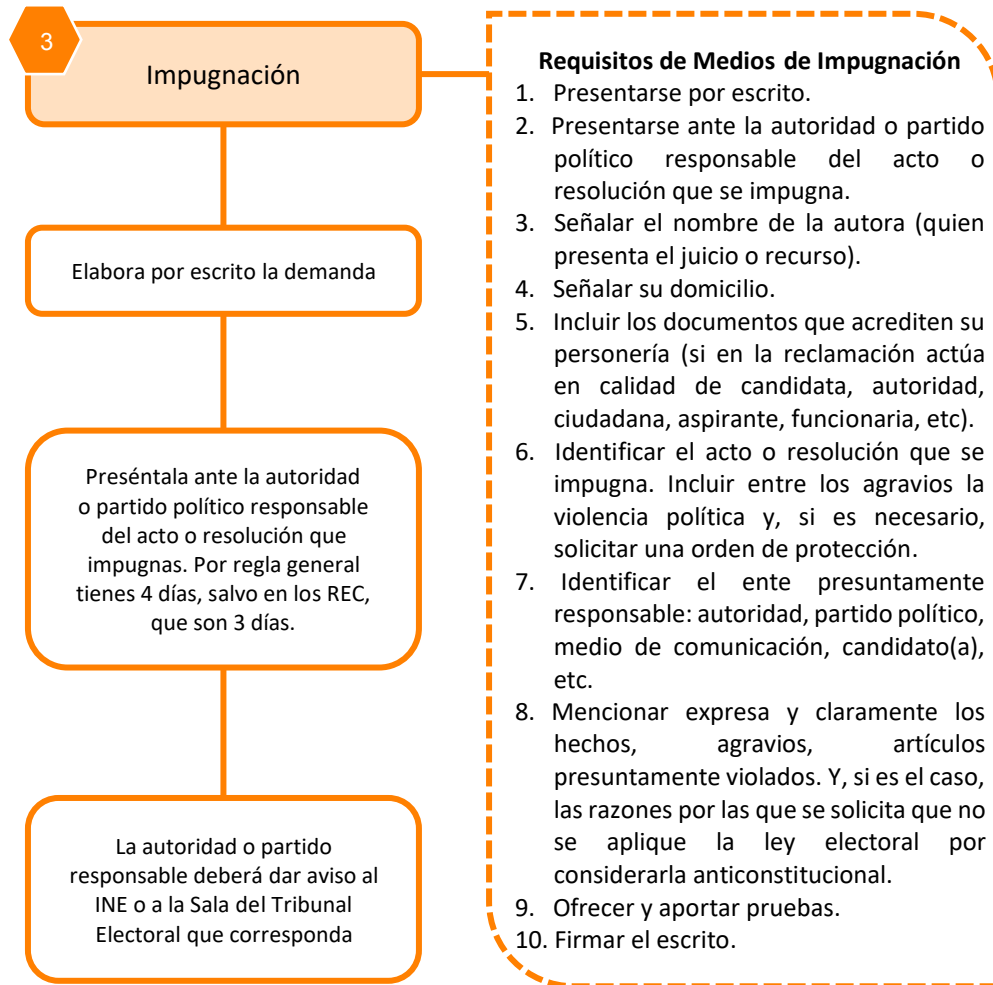 3
Impugnación
Elabora por escrito la demanda
Preséntala ante la autoridad
o partido político responsable
del acto o resolución que
impugnas. Por regla general
tienes 4 días, salvo en los REC,
que son 3 días.
La autoridad o partido
responsable deberá dar aviso al
INE o a la Sala del Tribunal
Electoral que corresponda
Requisitos de Medios de Impugnación
1. Presentarse por escrito.
2. Presentarse ante la autoridad o partido
político responsable del acto o
resolución que se impugna.
3. Señalar el nombre de la autora (quien
presenta el juicio o recurso).
4. Señalar su domicilio.
5. Incluir los documentos que acrediten su
personería (si en la reclamación actúa
en calidad de candidata, autoridad,
ciudadana, aspirante, funcionaria, etc).
6. Identificar el acto o resolución que se
impugna. Incluir entre los agravios la
violencia política y, si es necesario,
solicitar una orden de protección.
7. Identificar el ente presuntamente
responsable: autoridad, partido político,
medio de comunicación, candidato(a),
etc.
8. Mencionar expresa y claramente los
hechos, agravios, artículos
presuntamente violados. Y, si es el caso,
las razones por las que se solicita que no
se aplique la ley electoral por
considerarla anticonstitucional.
9. Ofrecer y aportar pruebas.
10. Firmar el escrito.